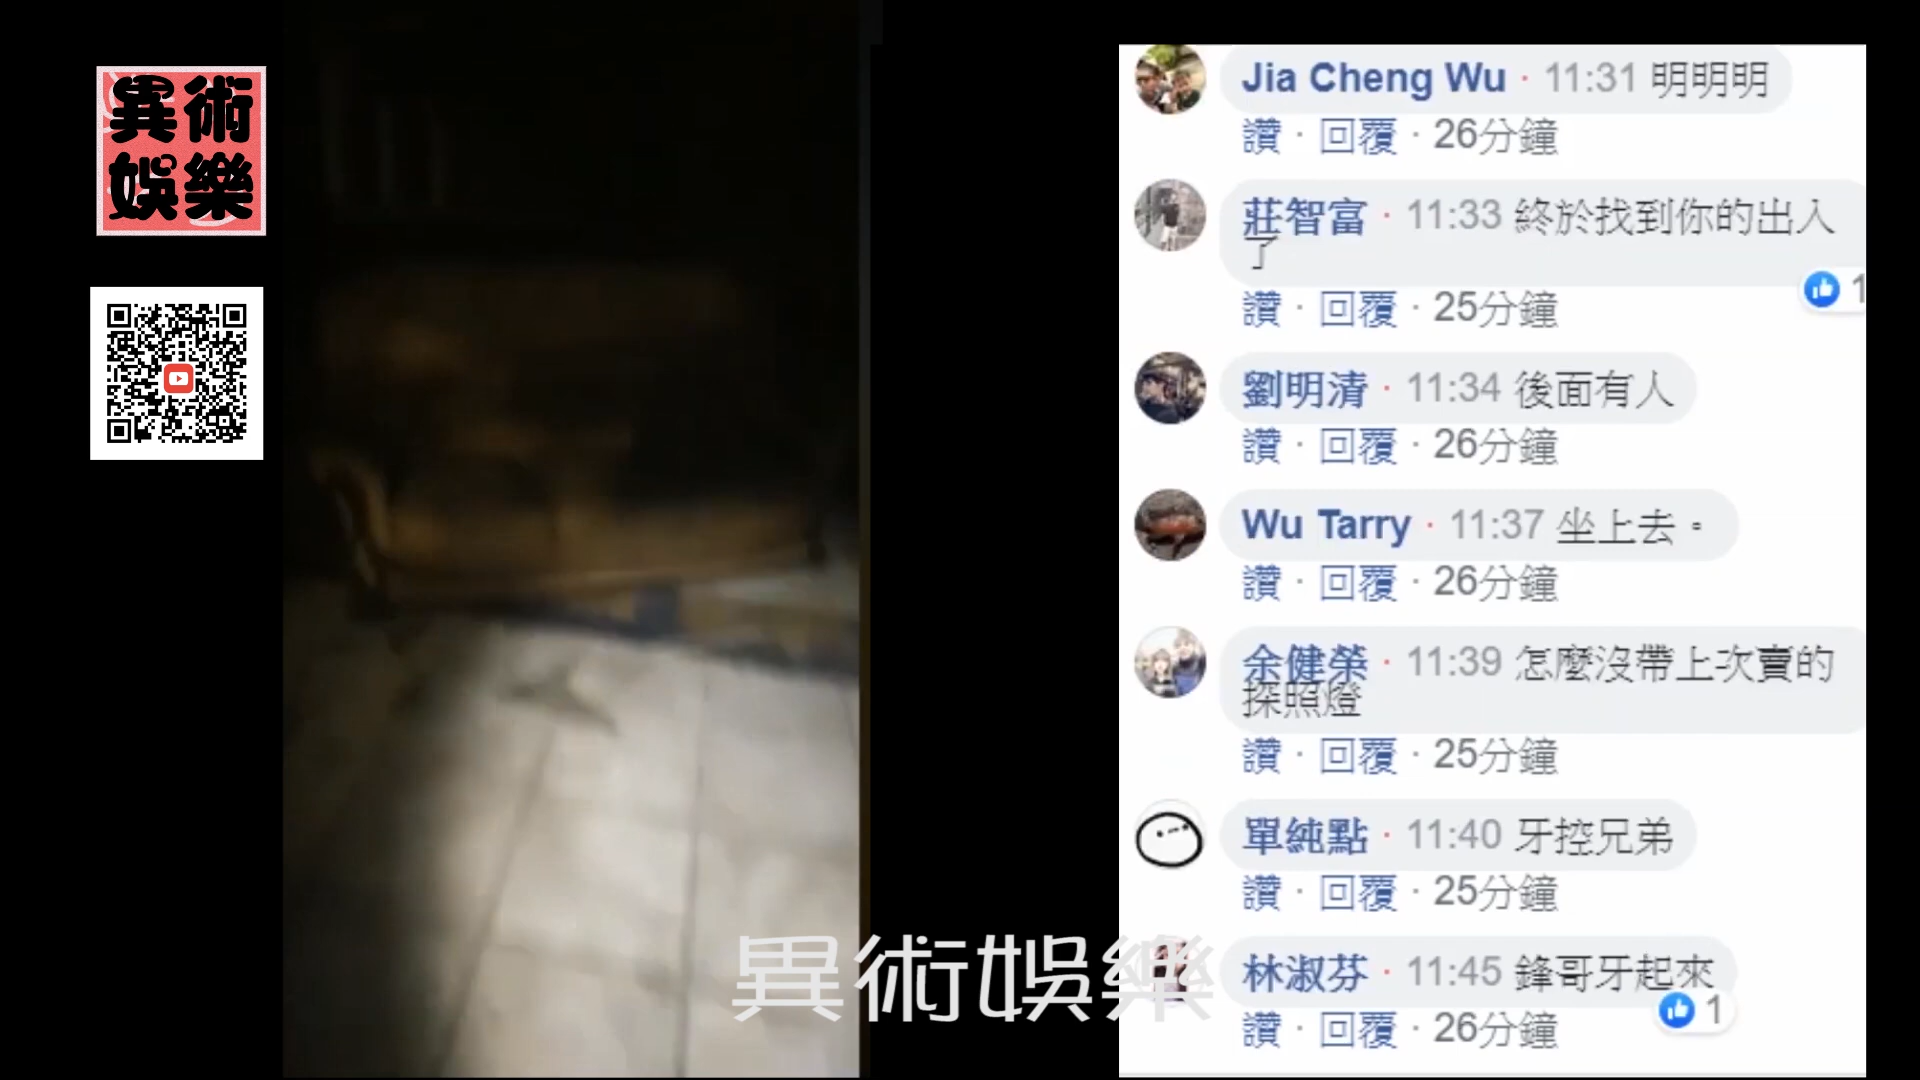 異術
娛樂
Jia Cheng Wu · 11:31 明明明
讚 · 回覆 · 26分鐘
莊智富 · 11:33 終於找到你的出入
了
1
讚 · 回覆 · 25分鐘
劉明清 · 11:34 後面有人
讚 · 回覆 · 26分鐘
Wu Tarry · 11:37 坐上去。
讚 · 回覆 · 26分鐘
余健榮 · 11:39 怎麼沒帶上次賣的
探照燈
讚 · 回覆 · 25分鐘
單純點 · 11:40 牙控兄弟
讚 · 回覆 · 25分鐘
林淑芬 · 11:45 鋒哥牙起來
1
讚 · 回覆 · 26分鐘
異術娛樂